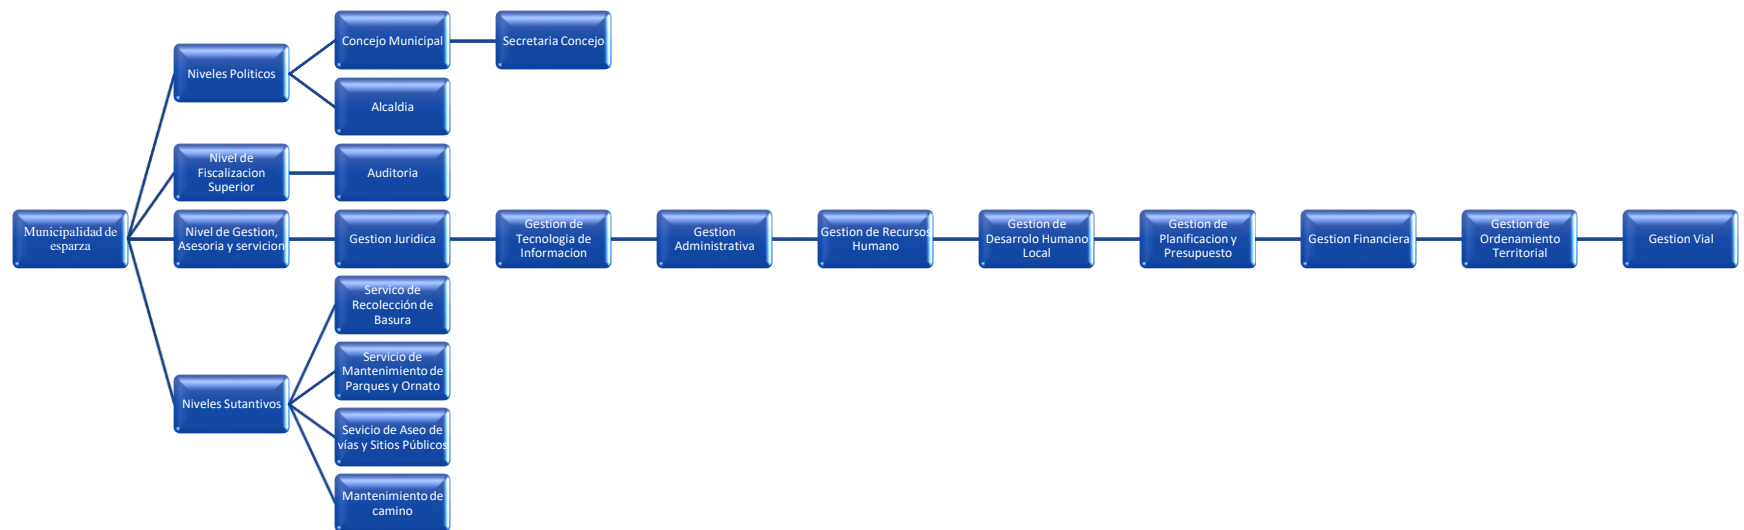 Concejo Municipal
Secretaria Concejo
Niveles Politicos
Alcaldia
Nivel de
Fiscalizacion
Superior
Auditoria
Municipalidad de
esparza
Nivel de Gestion,
Asesoria y servicion
Gestion Juridica
Gestion de
Tecnologia de
Informacion
Gestion
Administrativa
Gestion de Recursos
Humano
Gestion de
Desarrolo Humano
Local
Gestion de
Planificacion y
Presupuesto
Gestion Financiera
Gestion de
Ordenamiento
Territorial
Gestion Vial
Servico de
Recolección de
Basura
Servicio de
Mantenimiento de
Parques y Ornato
Niveles Sutantivos
Sevicio de Aseo de
vías y Sitios Públicos
Mantenimiento de
camino